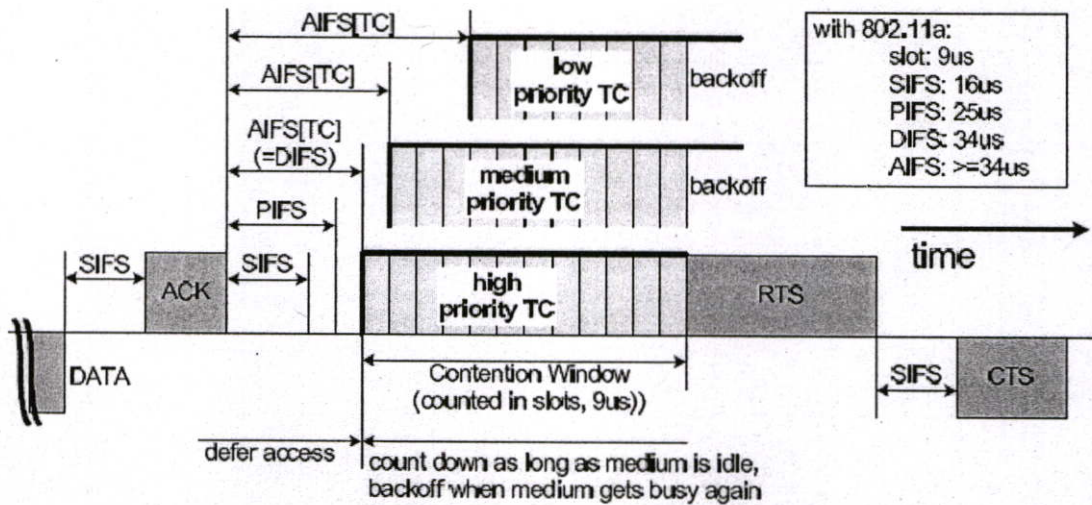 AIFS[TC]
AIFS[TC]
AIFS[TC]
(=DIFS)
PIFS
SIFS
ACK
SIFS
DATA
low
priority TC
backoff
medium
priority TC
backoff
high
priority TC
with 802.11a:
slot: 9us
SIFS: 16us
PIFS: 25us
DIFS: 34us
AIFS: >=34us
time
RTS
SIFS
CTS
Contention Window
(counted in slots, 9us))
defer access
count down as long as medium is idle,
backoff when medium gets busy again